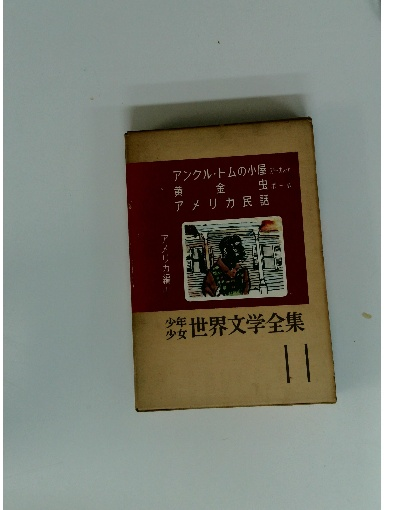 アンクル・トムの小屋
黄金虫
アメリカ民話
アメリカ編
少年少女世界文学全集
11